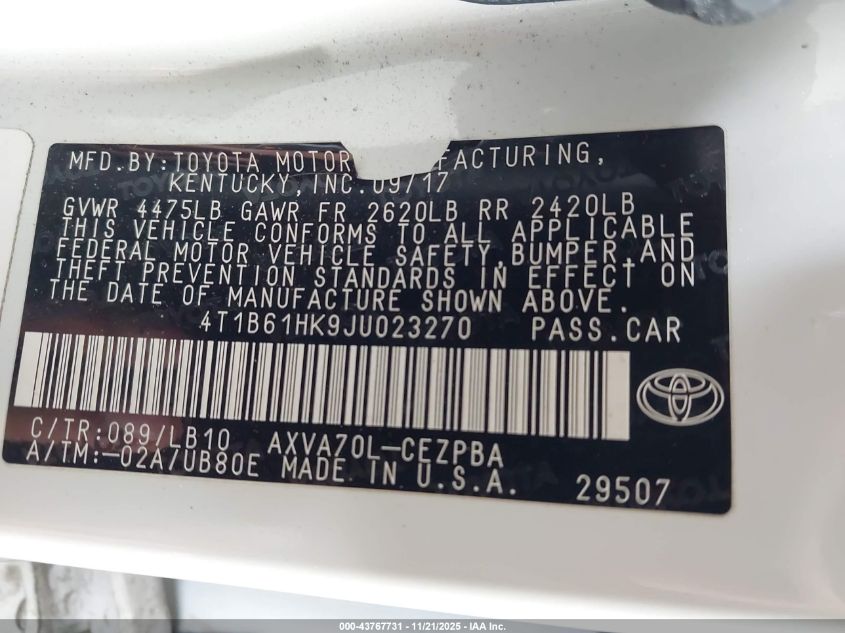 MFD.BY:TOYOTA MOTOR FACTURING,
KENTUCKY,INC.09/17
GVWR 4475LB GAWR FR 2620LB RR 2420LB
THIS VEHICLE CONFORMS TO ALL APPLICABLE
FEDERAL MOTOR VEHICLE SAFETY,BUMPER,AND
THEFT PREVENTION STANDARDS IN EFFECT ON
THE DATE OF MANUFACTURE SHOWN ABOVE.
4T1B61HK9JU023270 PASS.CAR
C/TR:089/LB10 AXVA70L-CEZPBA
A/TM:-02A/UB80E MADE IN U.S.A.
29507
000-43767731 - 11/21/2025 - IAA Inc.